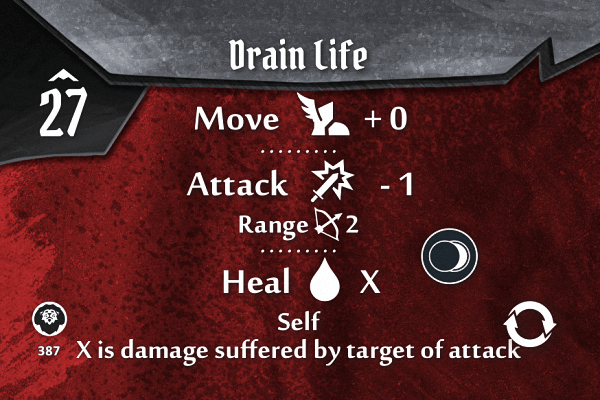 Drain Life
27
Move + 0
Attack - 1
Range 2
Heal X
Self
387 X is damage suffered by target of attack